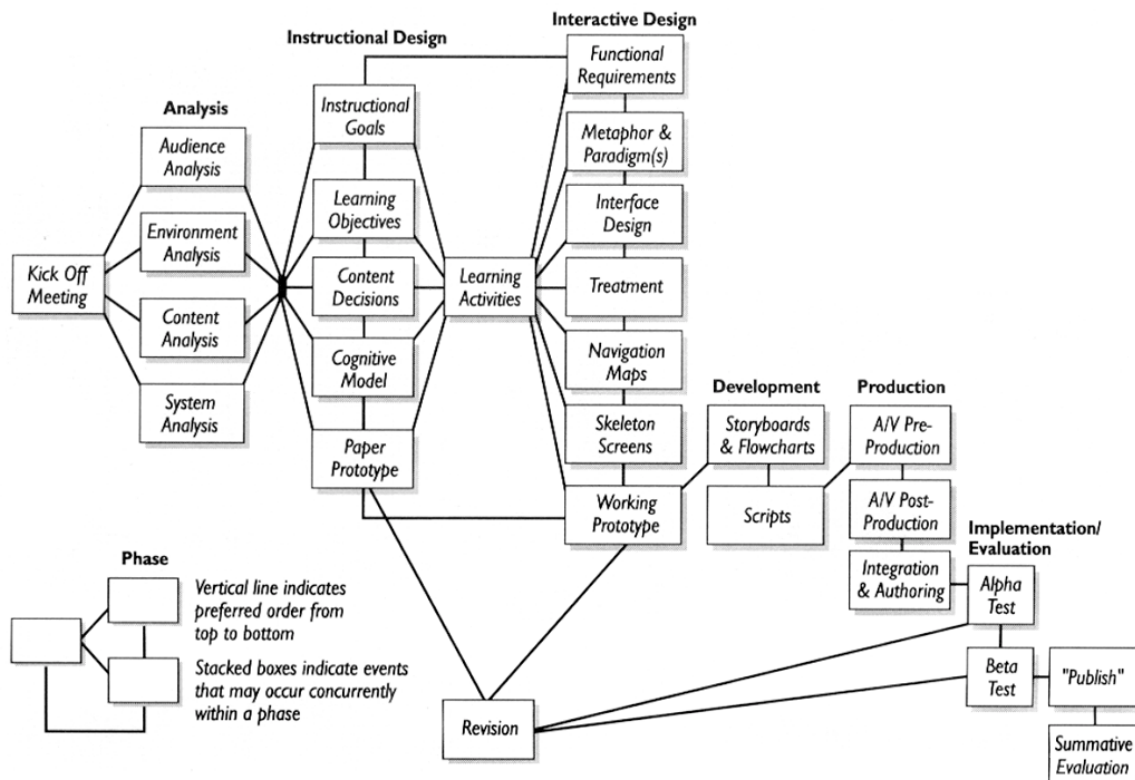 Interactive Design
Instructional Design
Functional
Requirements
Analysis
Instructional
Goals
Metaphor &
Paradigm(s)
Audience
Analysis
Learning
Objectives
Interface
Design
Environment
Analysis
Kick Off
Meeting
Content
Decisions
Learning
Activities
Treatment
Content
Analysis
Cognitive
Model
Navigation
Maps
Development
Production
System
Analysis
Paper
Prototype
Skeleton
Screens
Storyboards
& Flowcharts
A/V Pre-
Production
Working
Prototype
Scripts
A/V Post-
Production
Implementation/
Evaluation
Integration
& Authoring
Alpha
Test
Phase
Vertical line indicates
preferred order from
top to bottom
Stacked boxes indicate events
that may occur concurrently
within a phase
Revision
Beta
Test
"Publish"
Summative
Evaluation